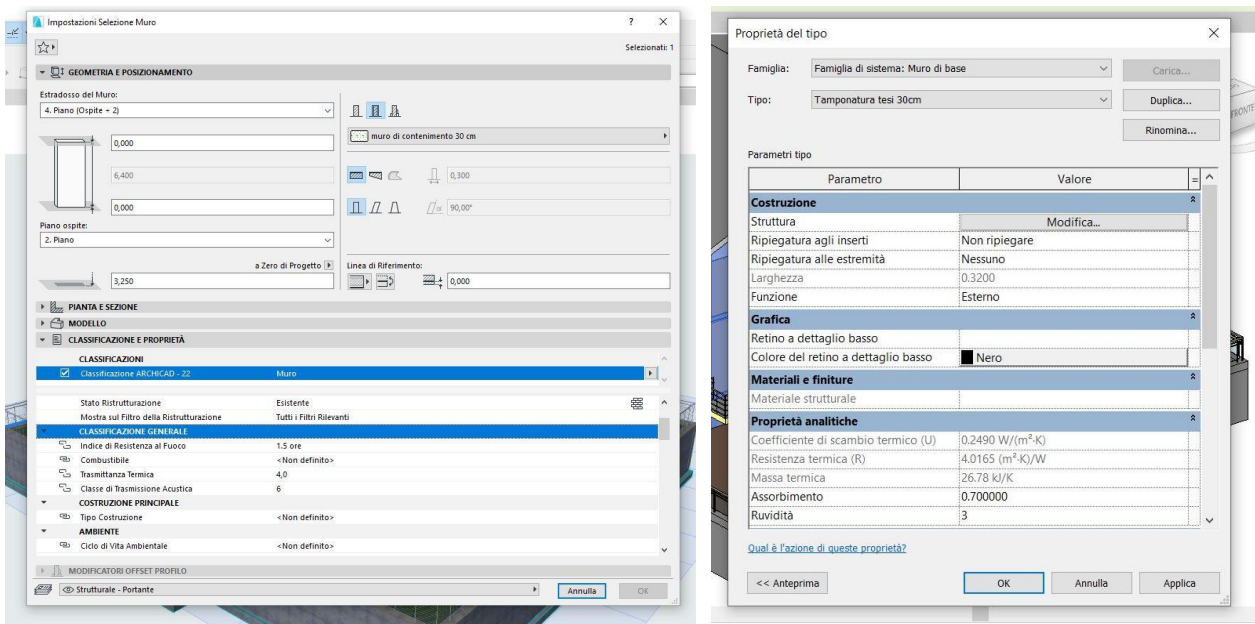 Impostazioni Selezione Muro
? ×
Selezionati: 1
GEOMETRIA E POSIZIONAMENTO
Estradosso del Muro:
4. Piano (Ospite + 2)
0,000
6,400
0,000
Piano ospite:
2. Piano
a Zero di Progetto
3,250
muro di contenimento 30 cm
0,300
α 90,00°
Linea di Riferimento:
0,000
PIANTA E SEZIONE
MODELLO
CLASSIFICAZIONE E PROPRIETÀ
CLASSIFICAZIONI
Classificazione ARCHICAD - 22 Muro
Stato Ristrutturazione Esistente
Mostra sul Filtro della Ristrutturazione Tutti i Filtri Rilevanti
CLASSIFICAZIONE GENERALE
Indice di Resistenza al Fuoco 1.5 ore
Combustibile <Non definito>
Trasmittanza Termica 4,0
Classe di Trasmissione Acustica 6
COSTRUZIONE PRINCIPALE
Tipo Costruzione <Non definito>
AMBIENTE
Ciclo di Vita Ambientale <Non definito>
MODIFICATORI OFFSET PROFILO
Strutturale - Portante
Annulla OK
Proprietà del tipo ×
Famiglia: Famiglia di sistema: Muro di base Carica...
Tipo: Tamponatura tesi 30cm Duplica...
Rinomina...
Parametri tipo
Parametro Valore =
Costruzione
Struttura Modifica...
Ripiegatura agli inserti Non ripiegare
Ripiegatura alle estremità Nessuno
Larghezza 0.3200
Funzione Esterno
Grafica
Retino a dettaglio basso
Colore del retino a dettaglio basso Nero
Materiali e finiture
Materiale strutturale
Proprietà analitiche
Coefficiente di scambio termico (U) 0.2490 W/(m²·K)
Resistenza termica (R) 4.0165 (m²·K)/W
Massa termica 26.78 kJ/K
Assorbimento 0.700000
Ruvidità 3
Qual è l'azione di queste proprietà?
<< Anteprima OK Annulla Applica
FRONTE